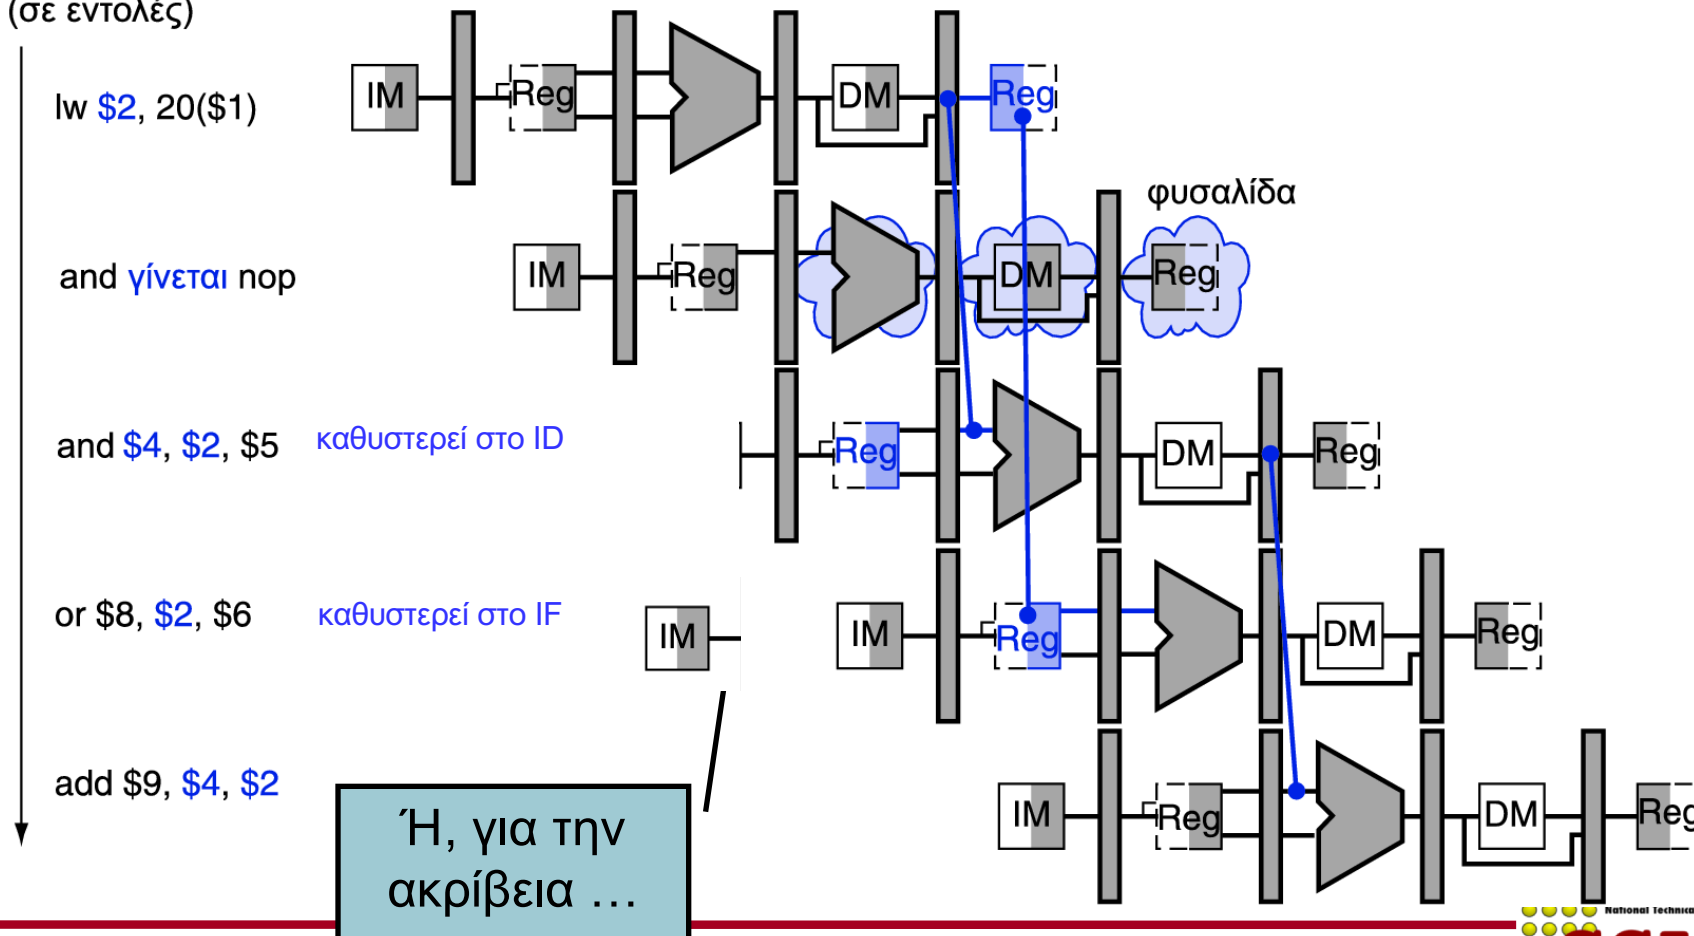 (σε εντολές)
lw $2, 20($1)
IM Reg DM Reg
φυσαλίδα
and γίνεται nop
IM Reg DM Reg
and $4, $2, $5 καθυστερεί στο ID
Reg DM Reg
or $8, $2, $6 καθυστερεί στο IF
IM IM Reg DM Reg
add $9, $4, $2
IM Reg DM Reg
Ή, για την
ακρίβεια …
National Technica